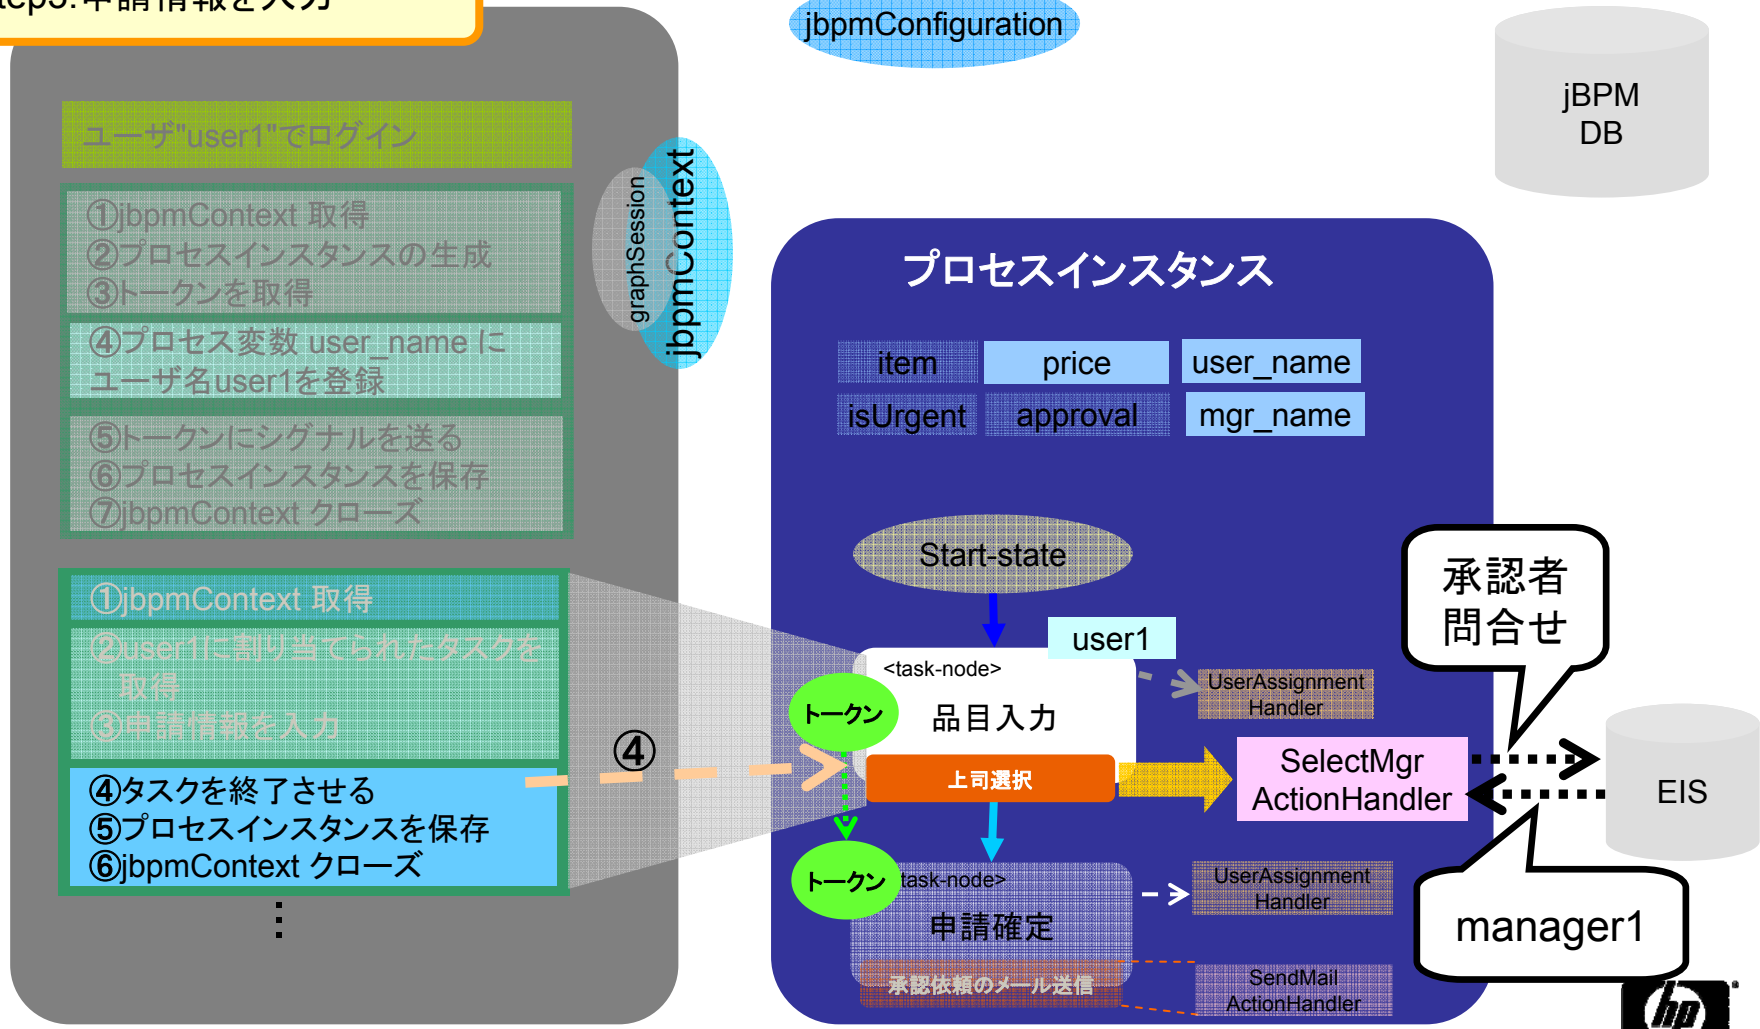 ep3:申請情報を入力
jbpmConfiguration
jBPM
DB
ユーザ"user1"でログイン
①jbpmContext 取得
②プロセスインスタンスの生成
③トークンを取得
④プロセス変数 user_name に
ユーザ名user1を登録
⑤トークンにシグナルを送る
⑥プロセスインスタンスを保存
⑦jbpmContext クローズ
graphSession
jbpmContext
①jbpmContext 取得
②user1に割り当てられたタスクを
取得
③申請情報を入力
④タスクを終了させる
⑤プロセスインスタンスを保存
⑥jbpmContext クローズ
④
プロセスインスタンス
item
price
user_name
isUrgent
approval
mgr_name
Start-state
user1
<task-node>
品目入力
トークン
上司選択
UserAssignment
Handler
SelectMgr
ActionHandler
承認者
問合せ
EIS
manager1
トークン
task-node>
申請確定
承認依頼のメール送信
UserAssignment
Handler
SendMail
ActionHandler
hp